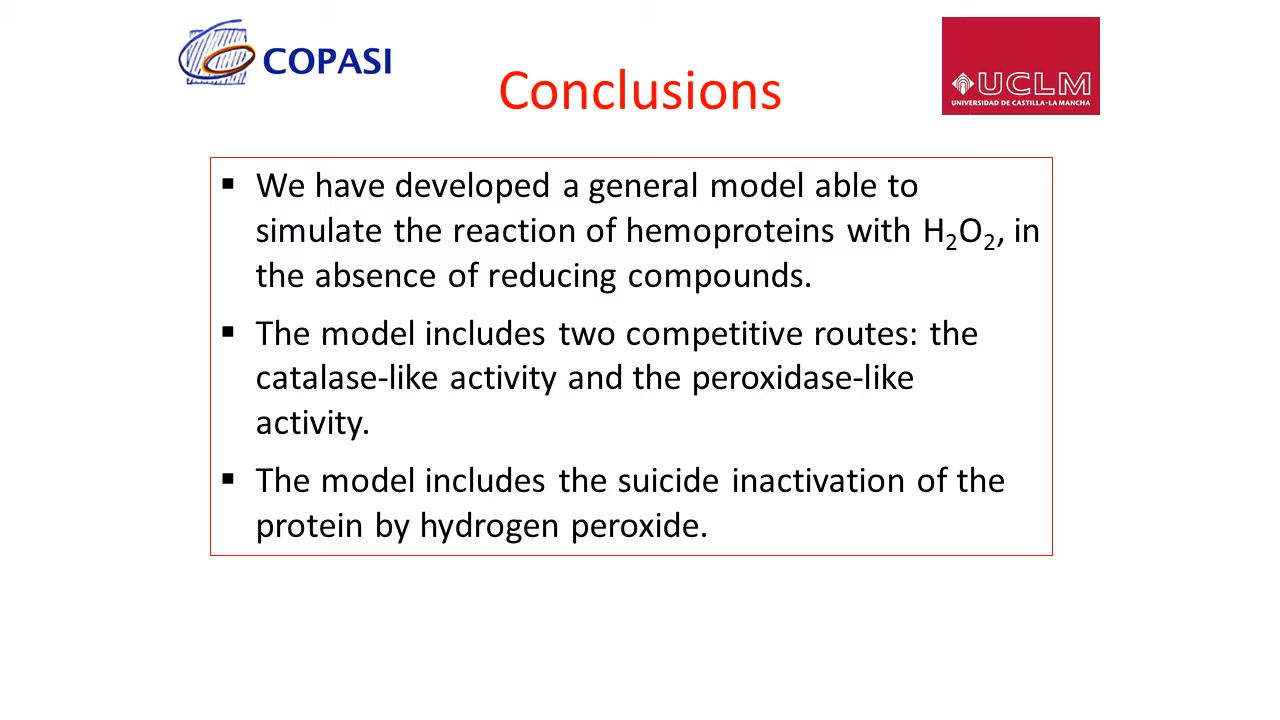 COPASI
UCLM
UNIVERSIDAD DE CASTILLA-LA MANCHA
Conclusions
▪ We have developed a general model able to
simulate the reaction of hemoproteins with H₂O₂, in
the absence of reducing compounds.
▪ The model includes two competitive routes: the
catalase-like activity and the peroxidase-like
activity.
▪ The model includes the suicide inactivation of the
protein by hydrogen peroxide.